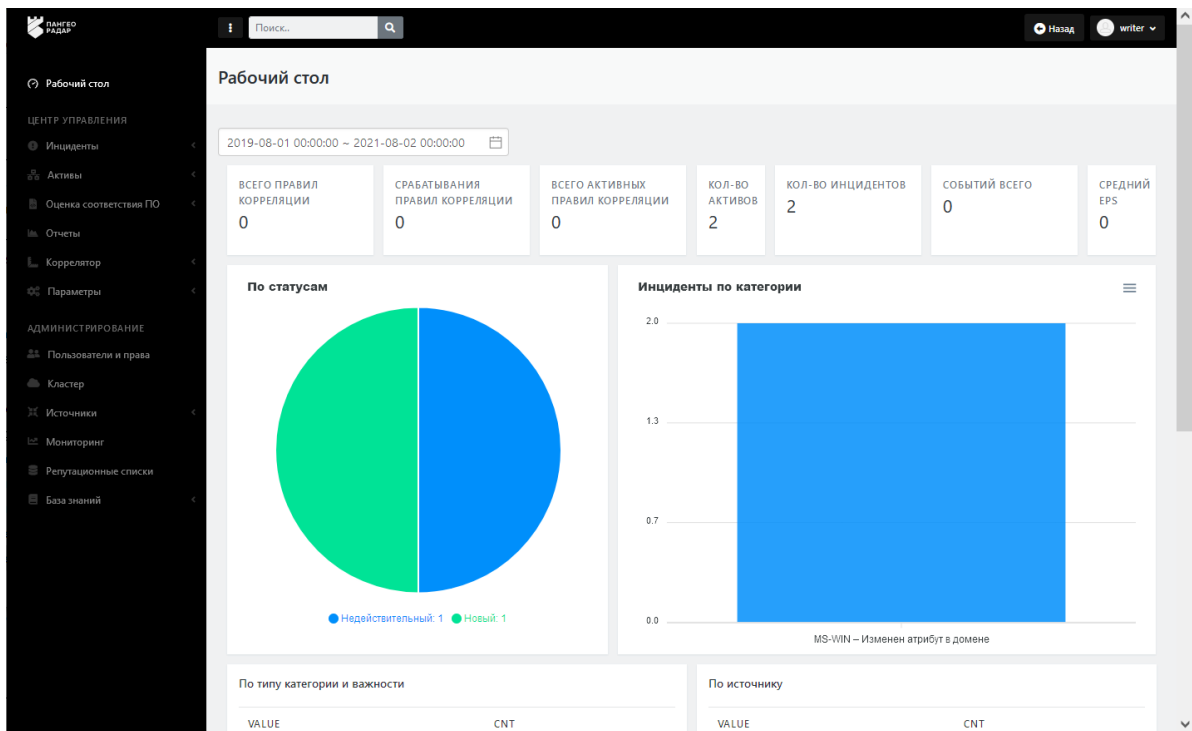 ПАНГЕО
РАДАР
Поиск..
Назад
writer
Рабочий стол
ЦЕНТР УПРАВЛЕНИЯ
Инциденты
Активы
Оценка соответствия ПО
Отчеты
Коррелятор
Параметры
АДМИНИСТРИРОВАНИЕ
Пользователи и права
Кластер
Источники
Мониторинг
Репутационные списки
База знаний
Рабочий стол
2019-08-01 00:00:00 ~ 2021-08-02 00:00:00
ВСЕГО ПРАВИЛ
КОРРЕЛЯЦИИ
0
СРАБАТЫВАНИЯ
ПРАВИЛ КОРРЕЛЯЦИИ
0
ВСЕГО АКТИВНЫХ
ПРАВИЛ КОРРЕЛЯЦИИ
0
КОЛ-ВО
АКТИВОВ
2
КОЛ-ВО ИНЦИДЕНТОВ
2
СОБЫТИЙ ВСЕГО
0
СРЕДНИЙ
EPS
0
По статусам
Недействительный: 1 Новый: 1
Инциденты по категории
2.0
1.3
0.7
0.0
MS-WIN – Изменен атрибут в домене
По типу категории и важности
VALUE CNT
По источнику
VALUE CNT